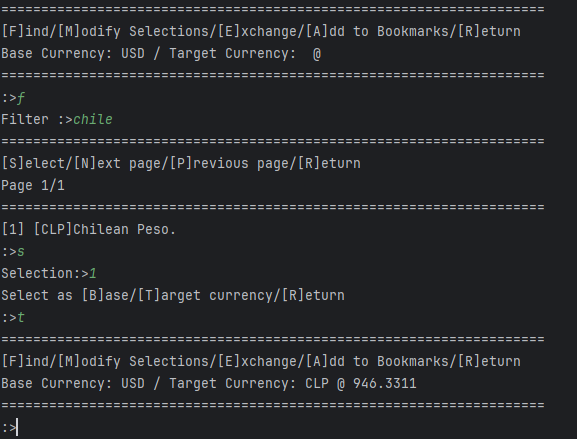 ====================================================================
[F]ind/[M]odify Selections/[E]xchange/[A]dd to Bookmarks/[R]eturn
Base Currency: USD / Target Currency:  @
====================================================================
:>f
Filter :>chile
====================================================================
[S]elect/[N]ext page/[P]revious page/[R]eturn
Page 1/1
====================================================================
[1] [CLP]Chilean Peso.
:>s
Selection:>1
Select as [B]ase/[T]arget currency/[R]eturn
:>t
====================================================================
[F]ind/[M]odify Selections/[E]xchange/[A]dd to Bookmarks/[R]eturn
Base Currency: USD / Target Currency: CLP @ 946.3311
====================================================================
:>